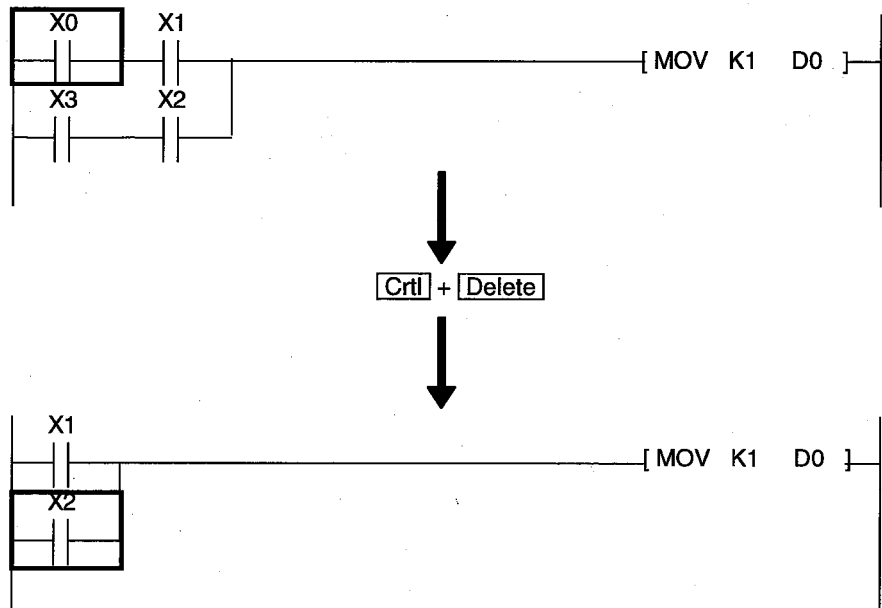 X0 X1
[ MOV K1 D0 ]
X3 X2
Crtl + Delete
X1
[ MOV K1 D0 ]
X2